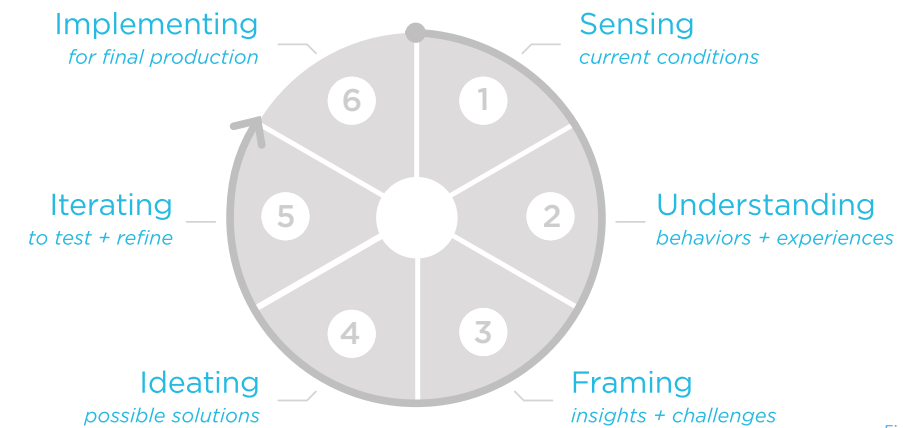 Implementing
for final production
Sensing
current conditions
6
1
Iterating
to test + refine
5
2
Understanding
behaviors + experiences
4
3
Ideating
possible solutions
Framing
insights + challenges